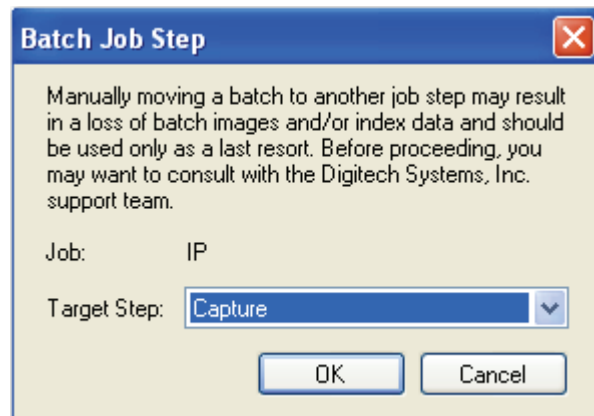 Batch Job Step
Manually moving a batch to another job step may result
in a loss of batch images and/or index data and should
be used only as a last resort. Before proceeding, you
may want to consult with the Digitech Systems, Inc.
support team.
Job: IP
Target Step: Capture
OK Cancel